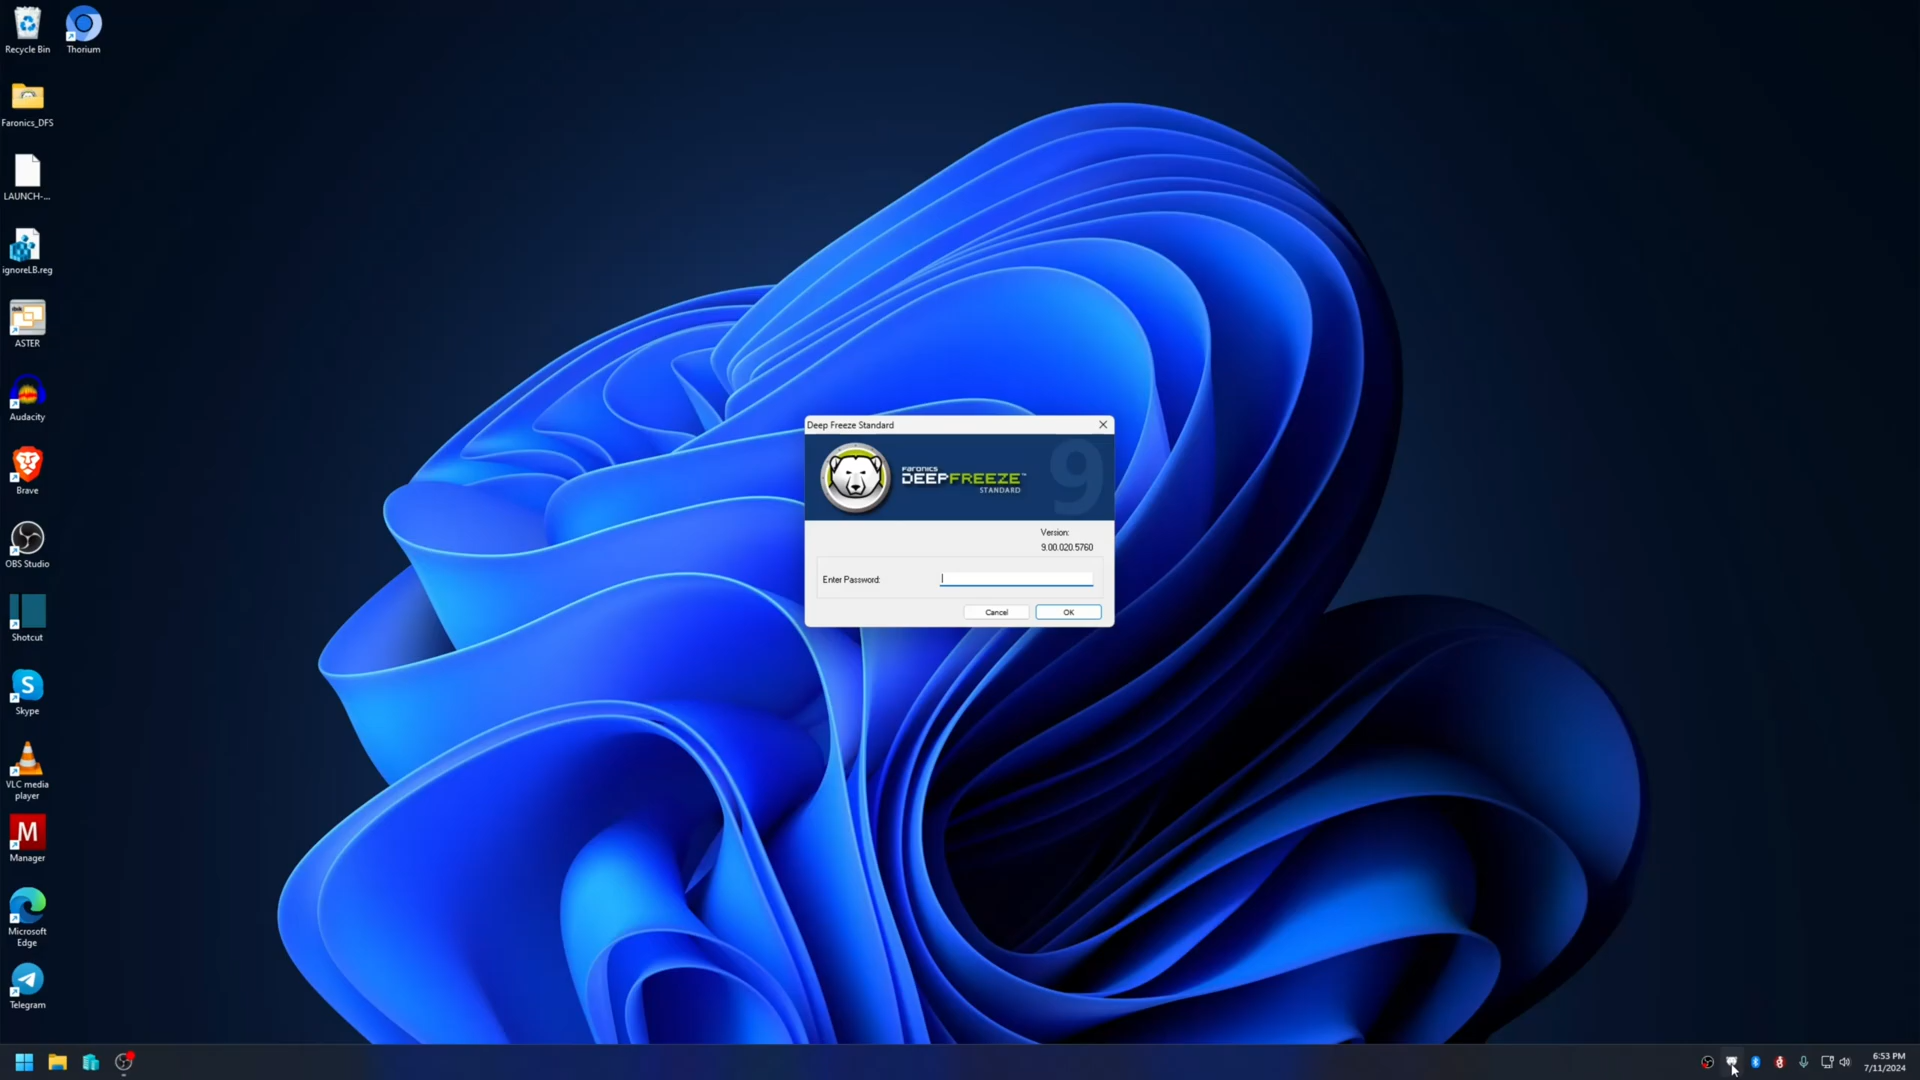 Recycle Bin
Thorium
Faronics_DFS
LAUNCH-...
ignoreLB.reg
ASTER
Audacity
Brave
OBS Studio
Shotcut
Skype
VLC media
player
M
Manager
Microsoft
Edge
Telegram
Deep Freeze Standard
Faronics
DEEPFREEZE™
STANDARD
9
Version:
9.00.020.5760
Enter Password:
Cancel
OK
6:53 PM
7/11/2024